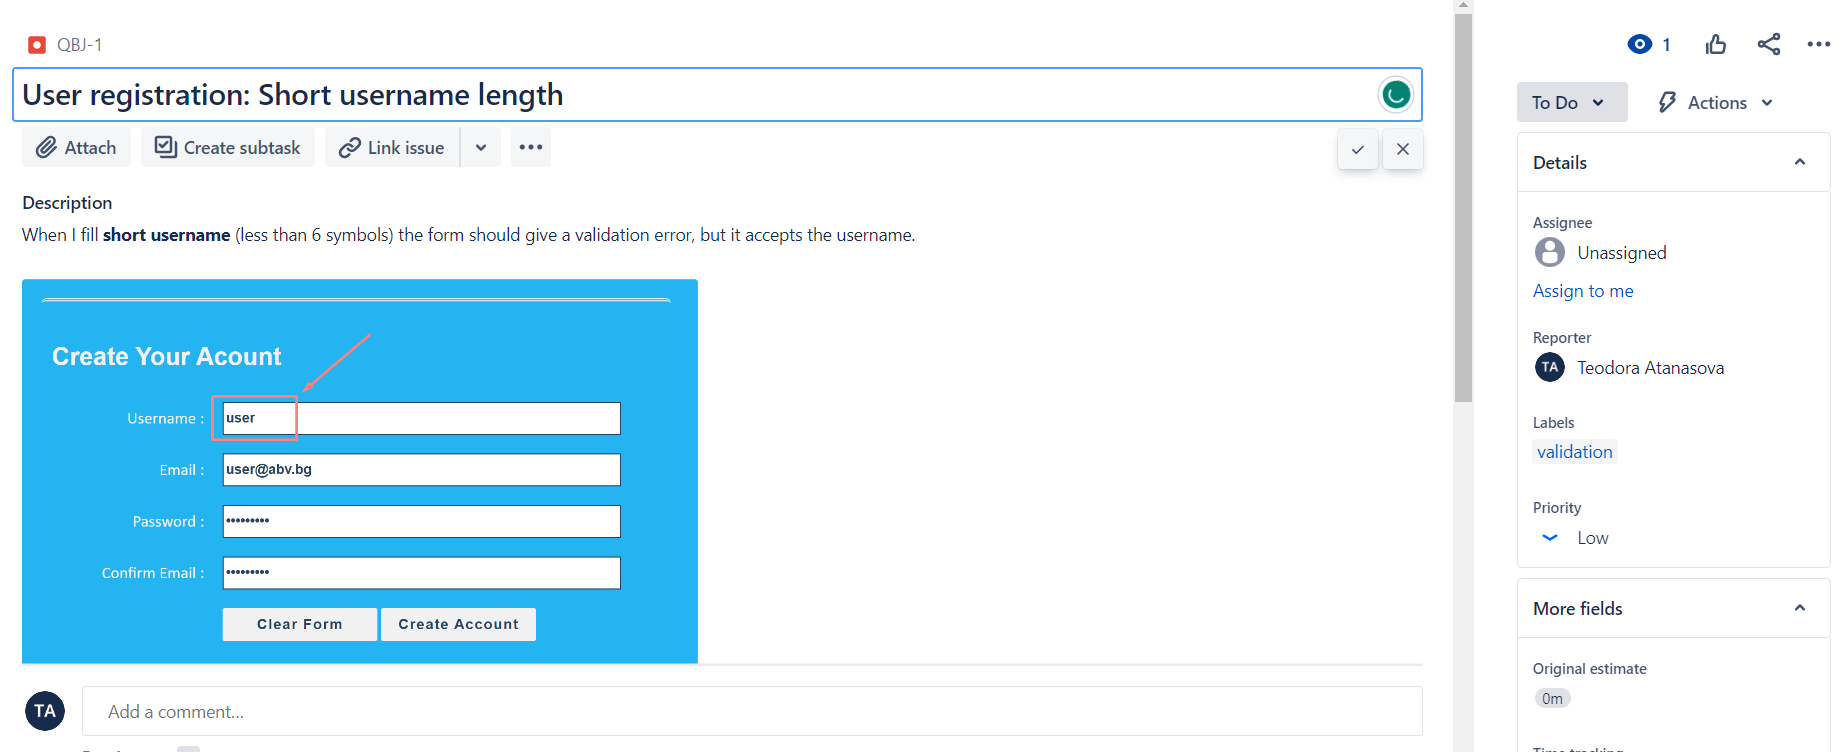 QBJ-1
1
User registration: Short username length
To Do
Actions
Attach
Create subtask
Link issue
Details
Description
When I fill short username (less than 6 symbols) the form should give a validation error, but it accepts the username.
Assignee
Unassigned
Assign to me
Reporter
TA
Teodora Atanasova
Labels
validation
Priority
Low
Create Your Acount
Username :
user
Email :
user@abv.bg
Password :
•••••••••
Confirm Email :
•••••••••
Clear Form
Create Account
More fields
Original estimate
0m
TA
Add a comment...